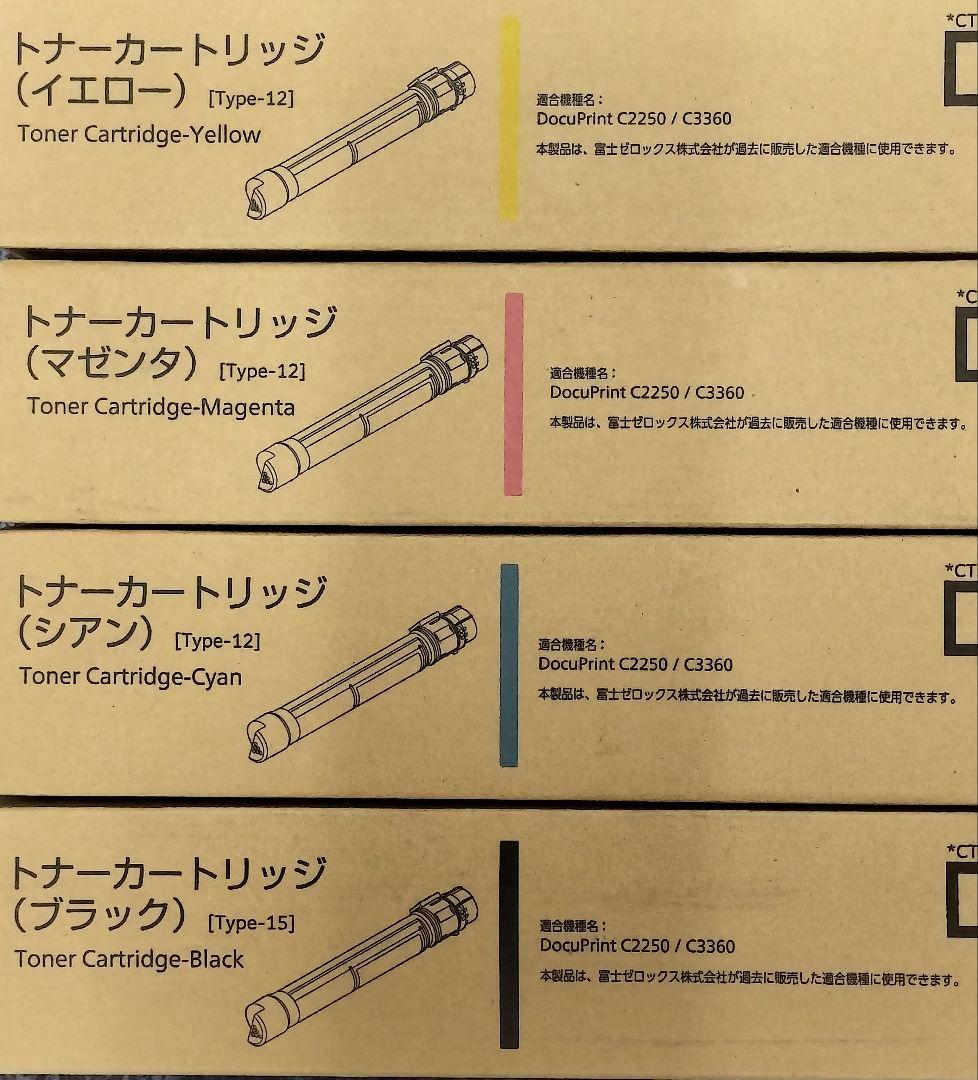 トナーカートリッジ
(イエロー) [Type-12]
Toner Cartridge-Yellow
適合機種名：
DocuPrint C2250 / C3360
本製品は、富士ゼロックス株式会社が過去に販売した適合機種に使用できます。
*CT
トナーカートリッジ
(マゼンタ) [Type-12]
Toner Cartridge-Magenta
適合機種名：
DocuPrint C2250 / C3360
本製品は、富士ゼロックス株式会社が過去に販売した適合機種に使用できます。
*C
トナーカートリッジ
(シアン) [Type-12]
Toner Cartridge-Cyan
適合機種名：
DocuPrint C2250 / C3360
本製品は、富士ゼロックス株式会社が過去に販売した適合機種に使用できます。
*CT
トナーカートリッジ
(ブラック) [Type-15]
Toner Cartridge-Black
適合機種名：
DocuPrint C2250 / C3360
本製品は、富士ゼロックス株式会社が過去に販売した適合機種に使用できます。
*CT